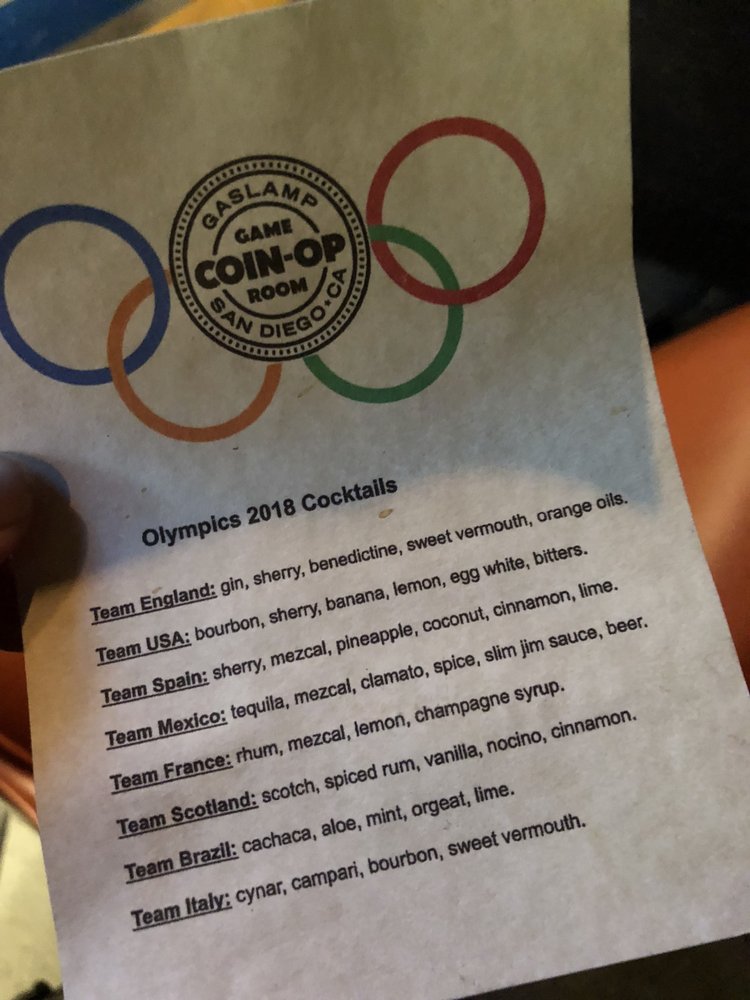 GASLAMP
GAME
COIN-OP
ROOM
SAN DIEGO★CA
Olympics 2018 Cocktails
Team England: gin, sherry, benedictine, sweet vermouth, orange oils.
Team USA: bourbon, sherry, banana, lemon, egg white, bitters.
Team Spain: sherry, mezcal, pineapple, coconut, cinnamon, lime.
Team Mexico: tequila, mezcal, clamato, spice, slim jim sauce, beer.
Team France: rhum, mezcal, lemon, champagne syrup.
Team Scotland: scotch, spiced rum, vanilla, nocino, cinnamon.
Team Brazil: cachaca, aloe, mint, orgeat, lime.
Team Italy: cynar, campari, bourbon, sweet vermouth.